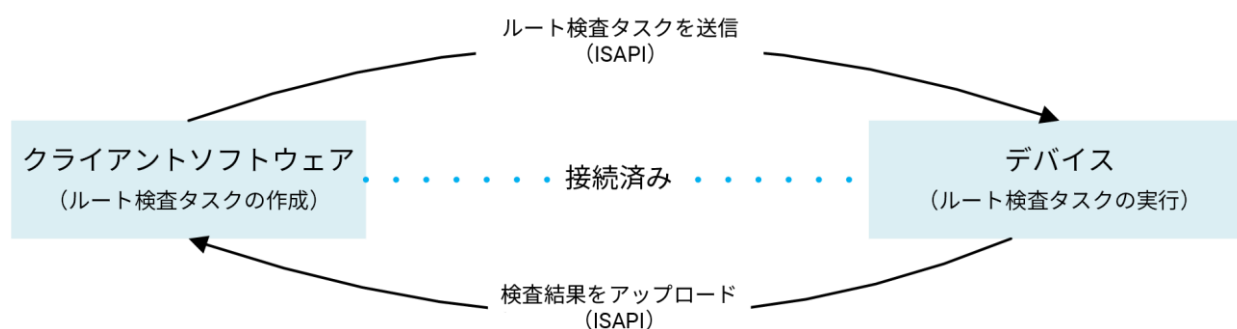 ルート検査タスクを送信
（ISAPI）
クライアントソフトウェア
（ルート検査タスクの作成）
接続済み
デバイス
（ルート検査タスクの実行）
検査結果をアップロード
（ISAPI）